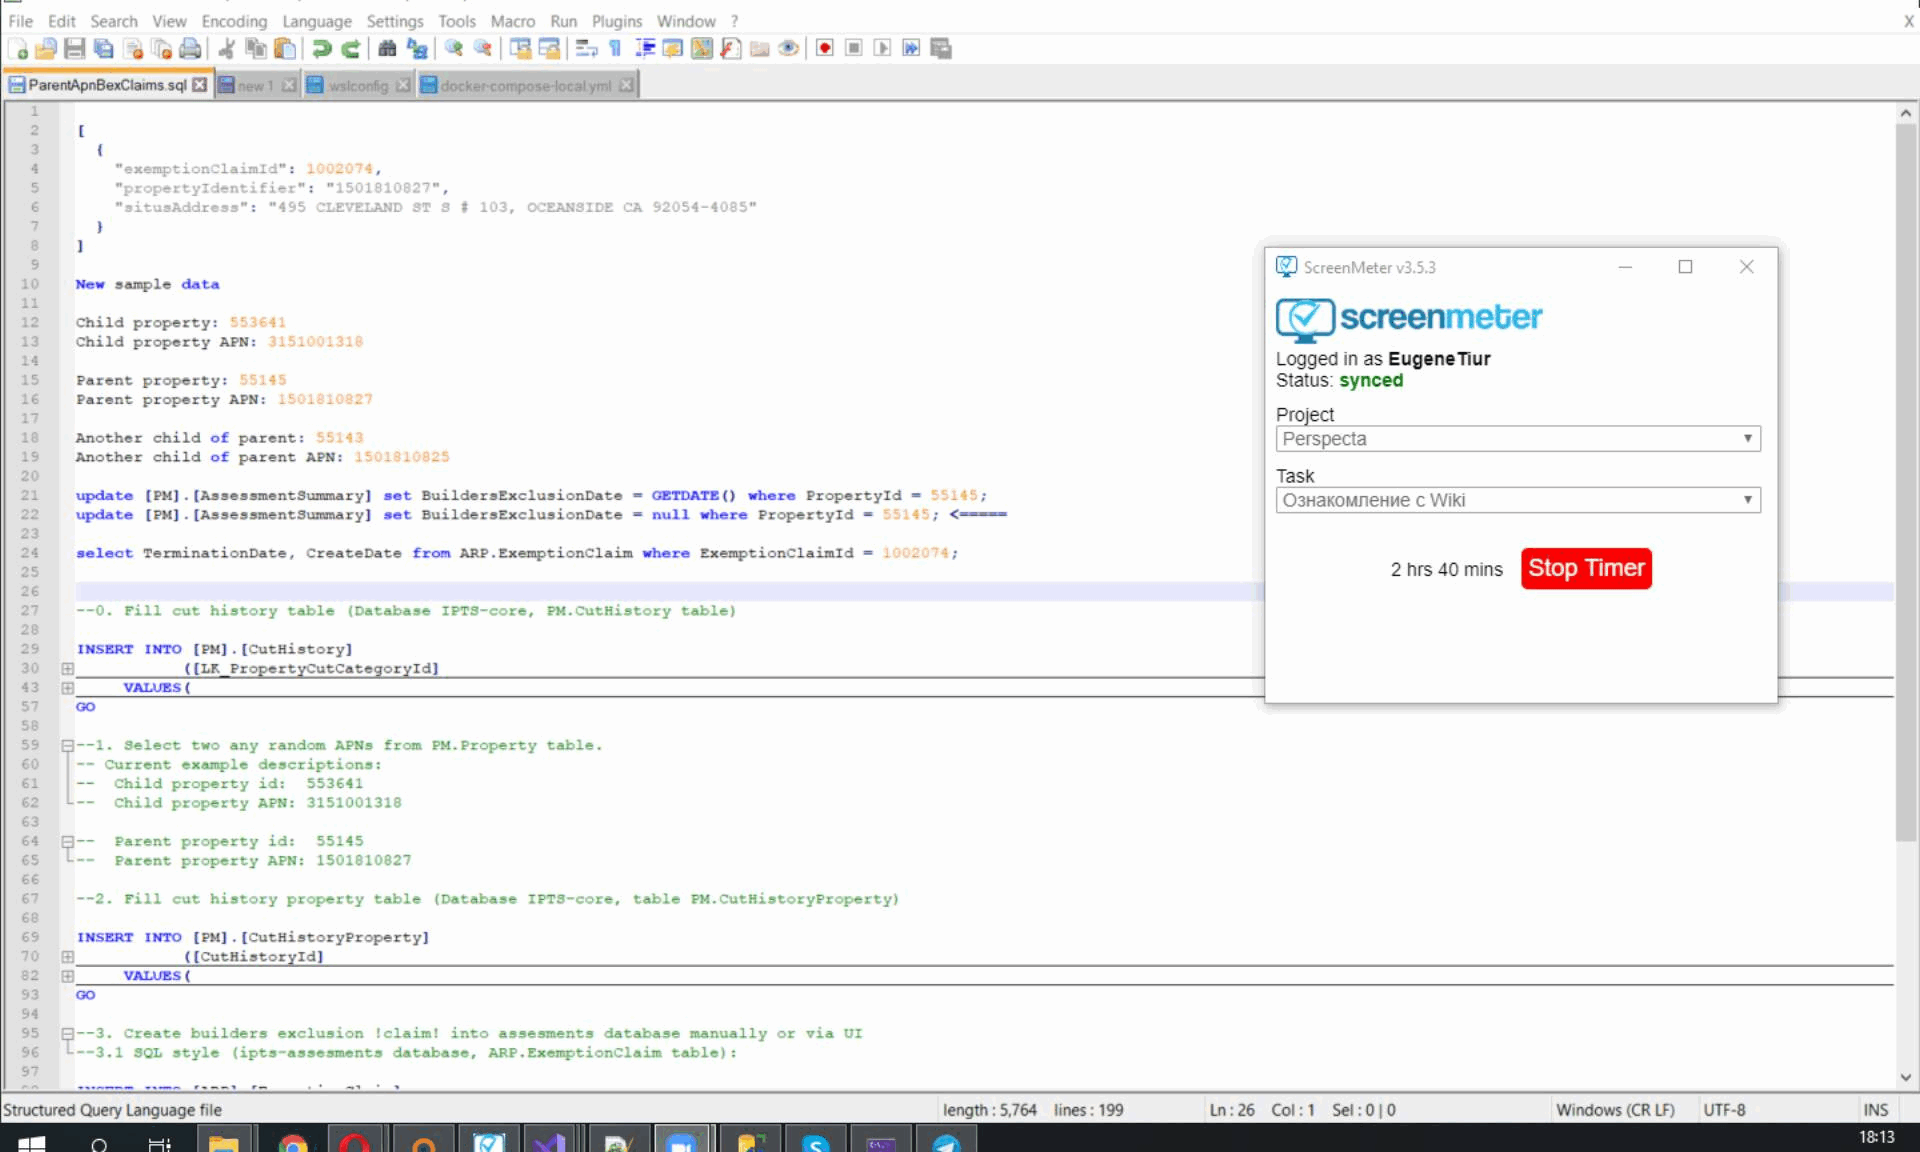 File Edit Search View Encoding Language Settings Tools Macro Run Plugins Window ? X
ParentApnBexClaims.sql new 1 wslconfig docker-compose-local.yml
1
2 [
3 {
4 "exemptionClaimId": 1002074,
5 "propertyIdentifier": "1501810827",
6 "situsAddress": "495 CLEVELAND ST S # 103, OCEANSIDE CA 92054-4085"
7 }
8 ]
9
10 New sample data
11
12 Child property: 553641
13 Child property APN: 3151001318
14
15 Parent property: 55145
16 Parent property APN: 1501810827
17
18 Another child of parent: 55143
19 Another child of parent APN: 1501810825
20
21 update [PM].[AssessmentSummary] set BuildersExclusionDate = GETDATE() where PropertyId = 55145;
22 update [PM].[AssessmentSummary] set BuildersExclusionDate = null where PropertyId = 55145; <=====
23
24 select TerminationDate, CreateDate from ARP.ExemptionClaim where ExemptionClaimId = 1002074;
25
26
27 --0. Fill cut history table (Database IPTS-core, PM.CutHistory table)
28
29 INSERT INTO [PM].[CutHistory]
30 ([LK_PropertyCutCategoryId]
43 VALUES(
57 GO
58
59 --1. Select two any random APNs from PM.Property table.
60 -- Current example descriptions:
61 -- Child property id: 553641
62 -- Child property APN: 3151001318
63
64 -- Parent property id: 55145
65 -- Parent property APN: 1501810827
66
67 --2. Fill cut history property table (Database IPTS-core, table PM.CutHistoryProperty)
68
69 INSERT INTO [PM].[CutHistoryProperty]
70 ([CutHistoryId]
82 VALUES(
93 GO
94
95 --3. Create builders exclusion !claim! into assesments database manually or via UI
96 --3.1 SQL style (ipts-assesments database, ARP.ExemptionClaim table):
97
ScreenMeter v3.5.3
screenmeter
Logged in as EugeneTiur
Status: synced
Project
Perspecta
Task
Ознакомление с Wiki
2 hrs 40 mins Stop Timer
Structured Query Language file length : 5,764 lines : 199 Ln : 26 Col : 1 Sel : 0 | 0 Windows (CR LF) UTF-8 INS
18:13